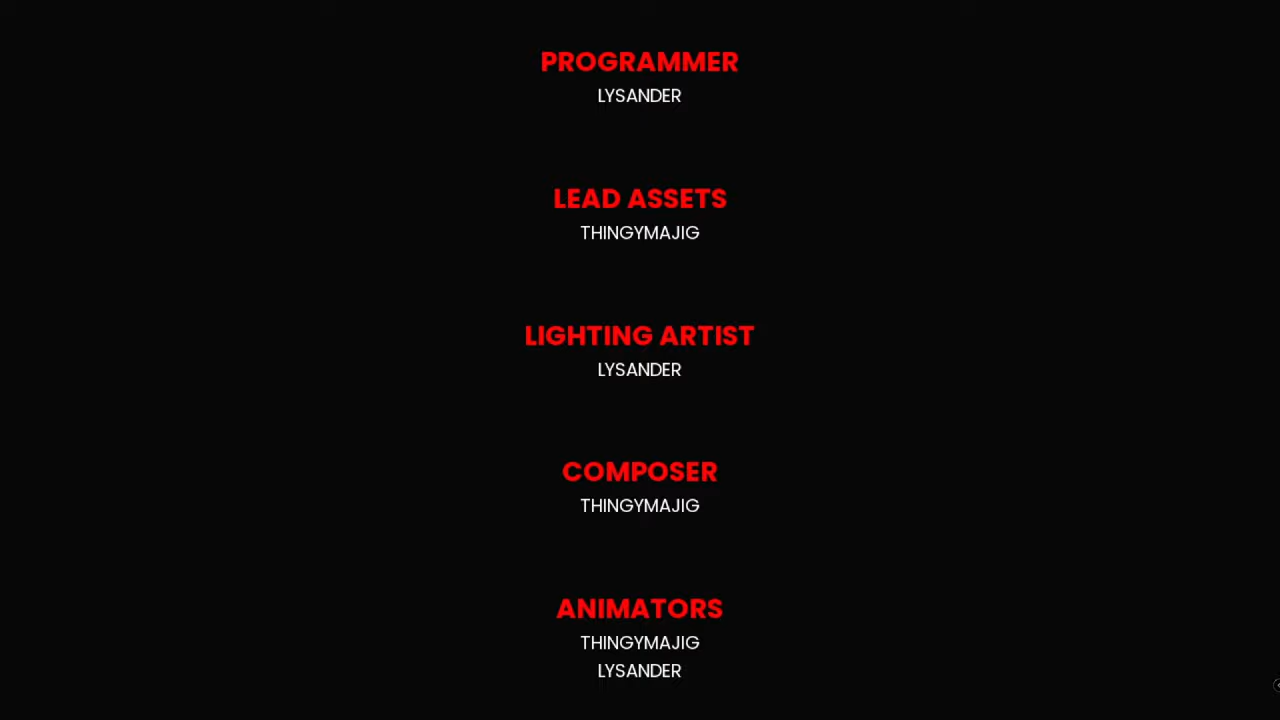 PROGRAMMER
LYSANDER
LEAD ASSETS
THINGYMAJIG
LIGHTING ARTIST
LYSANDER
COMPOSER
THINGYMAJIG
ANIMATORS
THINGYMAJIG
LYSANDER